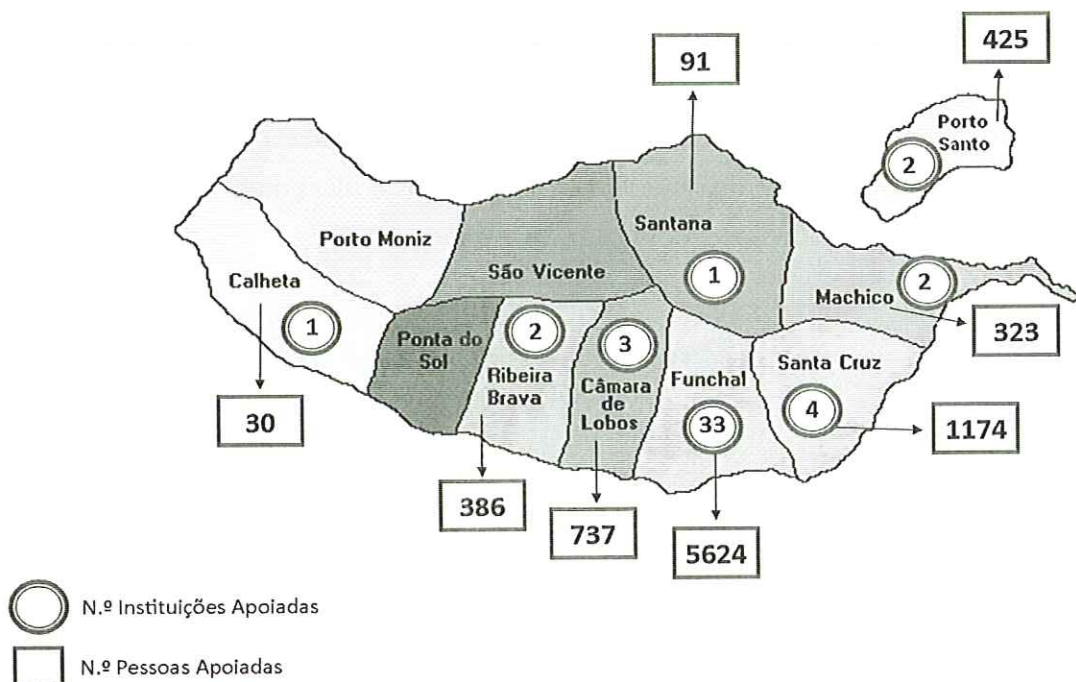 425
91
Porto
Santo
2
Santana
Porto Moniz
São Vicente
1
Calheta
2
Machico
1
323
Ponta do
Sol
2
3
Santa Cruz
Ribeira
Brava
Funchal
Câmara
de
Lobos
4
33
30
1174
386
737
5624
N.º Instituições Apoiadas
N.º Pessoas Apoiadas